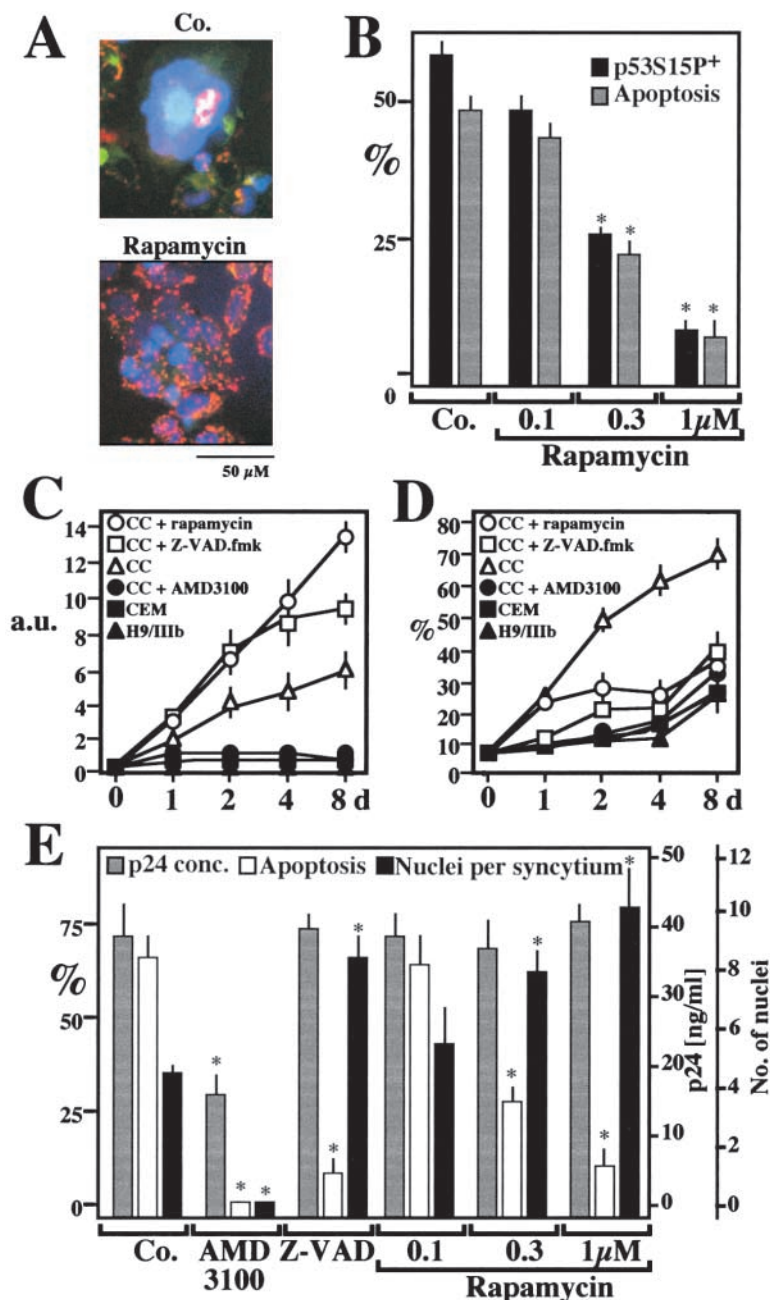 A
Co.
Rapamycin
50 µM
B
p53S15P+
Apoptosis
50
%
25
0
* *
* *
Co. 0.1 0.3 1µM
Rapamycin
C
14
12
10
a.u. 8
6
4
2
0
CC + rapamycin
CC + Z-VAD.fmk
CC
CC + AMD3100
CEM
H9/IIIb
0 1 2 4 8 d
D
80%
70%
60%
50%
%
40%
30%
20%
10%
0%
CC + rapamycin
CC + Z-VAD.fmk
CC
CC + AMD3100
CEM
H9/IIIb
0 1 2 4 8 d
E
p24 conc. Apoptosis Nuclei per syncytium
75
%
50
25
0
* * *
* *
* *
* *
50
40
30
20
10
0
p24 [ng/ml]
12
10
8
6
4
2
0
No. of nuclei
Co. AMD 3100 Z-VAD 0.1 0.3 1µM
Rapamycin